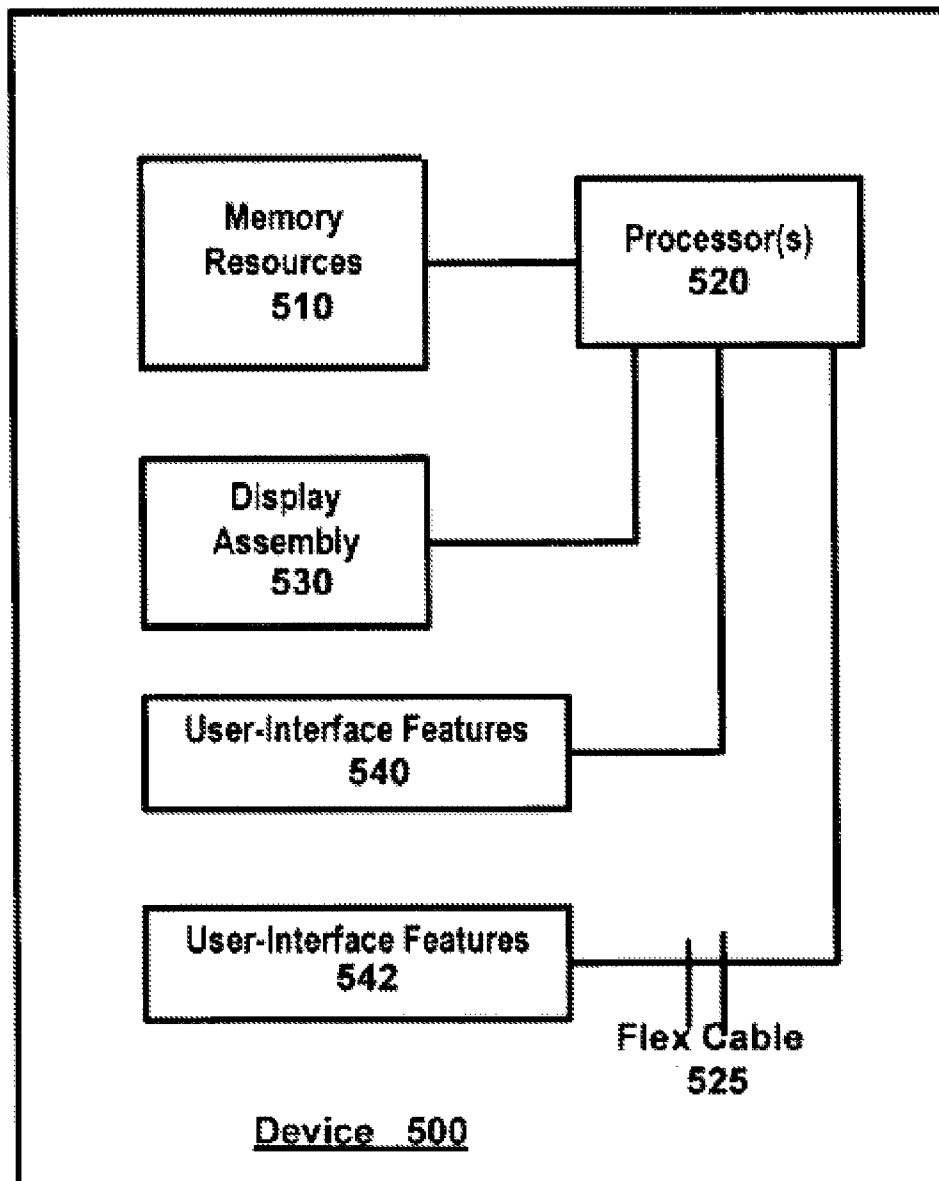 Memory
Resources
510
Processor(s)
520
Display
Assembly
530
User-Interface Features
540
User-Interface Features
542
Flex Cable
525
Device 500